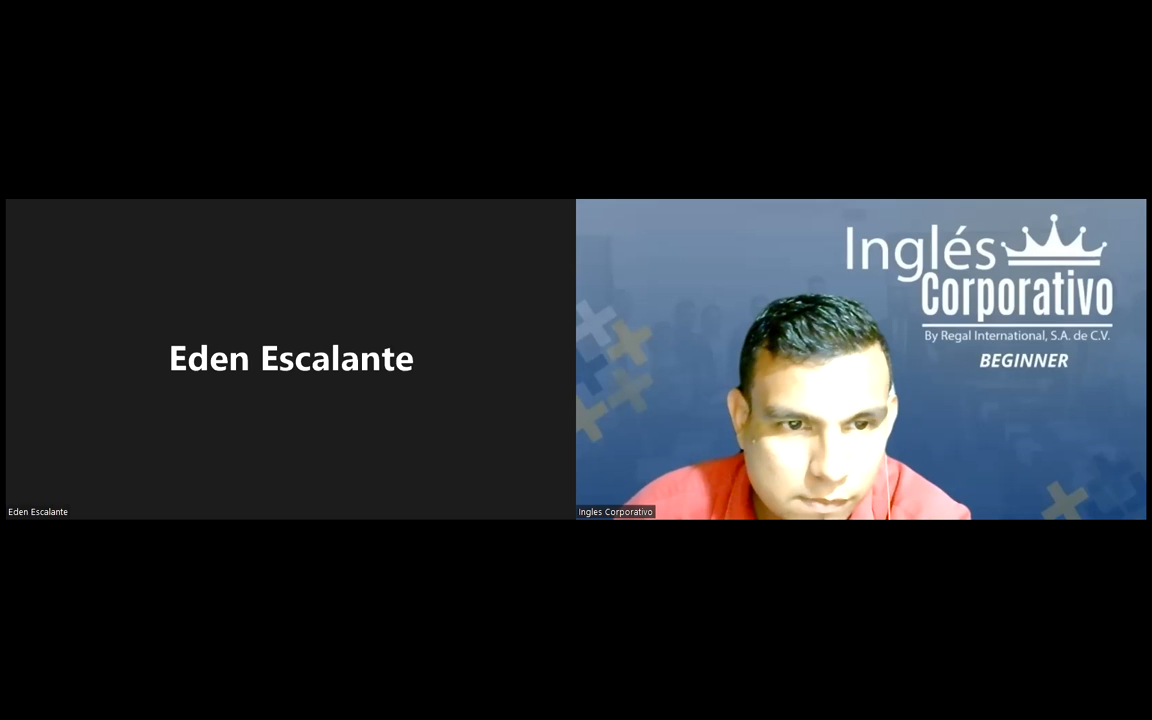 Eden Escalante
Eden Escalante
Inglés
Corporativo
By Regal International, S.A. de C.V.
BEGINNER
Ingles Corporativo